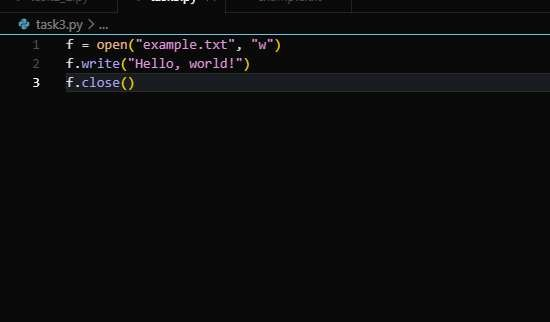 task3.py > ...
1 f = open("example.txt", "w")
2 f.write("Hello, world!")
3 f.close()